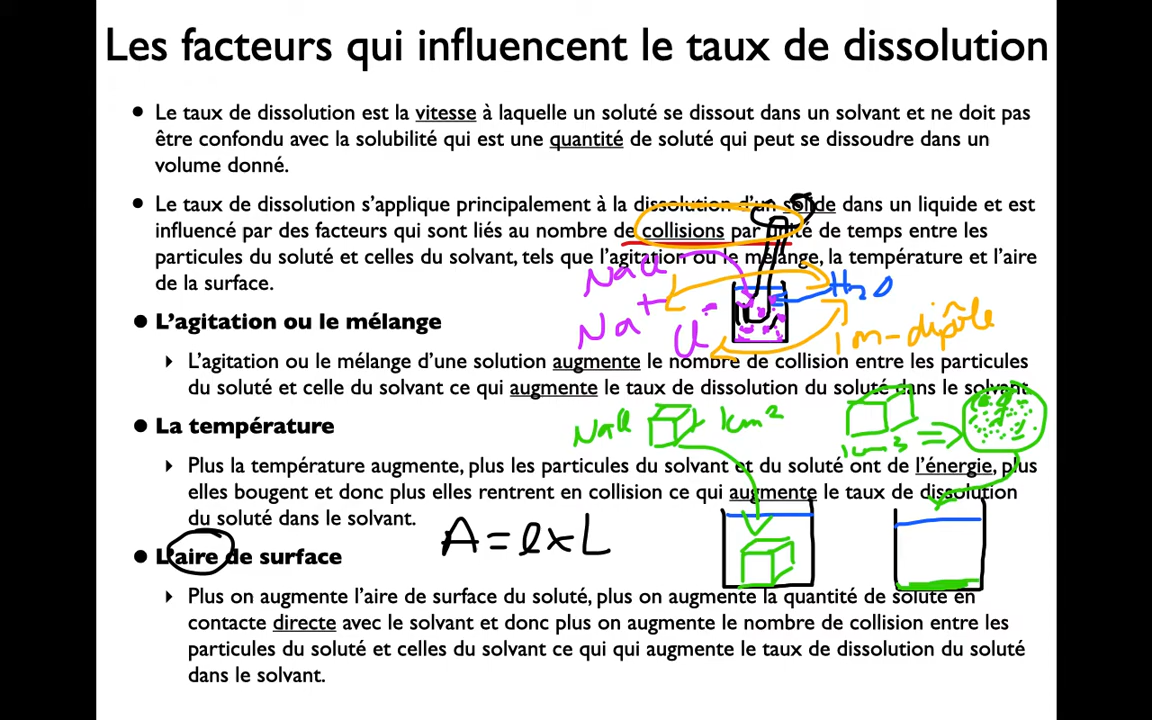 Les facteurs qui influencent le taux de dissolution
• Le taux de dissolution est la vitesse à laquelle un soluté se dissout dans un solvant et ne doit pas
être confondu avec la solubilité qui est une quantité de soluté qui peut se dissoudre dans un
volume donné.
• Le taux de dissolution s’applique principalement à la dissolution d’un solide dans un liquide et est
influencé par des facteurs qui sont liés au nombre de collisions par unité de temps entre les
particules du soluté et celles du solvant, tels que l’agitation ou le mélange, la température et l’aire
de la surface.
NaCl
H2O
Na+ Cl-
ion-dipôle
• L’agitation ou le mélange
L’agitation ou le mélange d’une solution augmente le nombre de collision entre les particules
du soluté et celle du solvant ce qui augmente le taux de dissolution du soluté dans le solvant.
NaCl 1cm2
1cm3
• La température
Plus la température augmente, plus les particules du solvant et du soluté ont de l’énergie, plus
elles bougent et donc plus elles rentrent en collision ce qui augmente le taux de dissolution
du soluté dans le solvant.
A = l x L
• L’aire de surface
Plus on augmente l’aire de surface du soluté, plus on augmente la quantité de soluté en
contacte directe avec le solvant et donc plus on augmente le nombre de collision entre les
particules du soluté et celles du solvant ce qui qui augmente le taux de dissolution du soluté
dans le solvant.